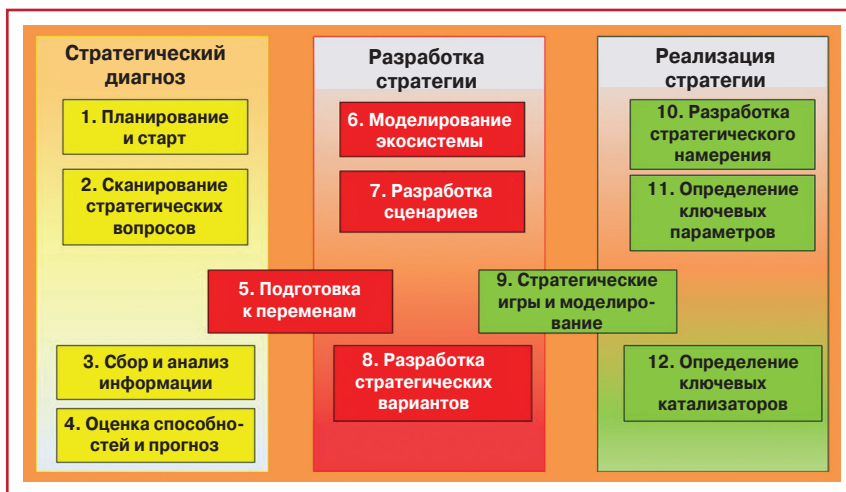 Стратегический
диагноз
1. Планирование
и старт
2. Сканирование
стратегических
вопросов
3. Сбор и анализ
информации
4. Оценка способно-
стей и прогноз
5. Подготовка
к переменам
Разработка
стратегии
6. Моделирование
экосистемы
7. Разработка
сценариев
8. Разработка
стратегических
вариантов
9. Стратегические
игры и моделиро-
вание
Реализация
стратегии
10. Разработка
стратегического
намерения
11. Определение
ключевых
параметров
12. Определение
ключевых
катализаторов